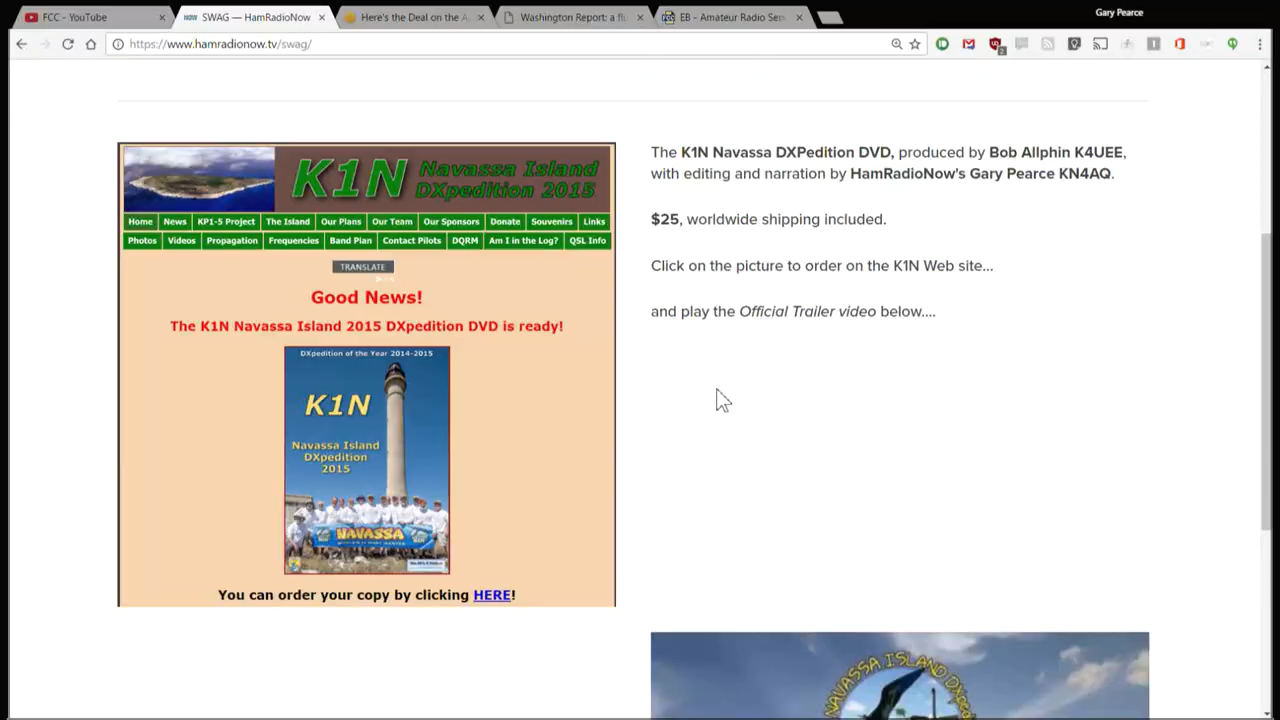 Gary Pearce
FCC - YouTube
SWAG — HamRadioNow
Here's the Deal on the A
Washington Report: a flu
EB - Amateur Radio Serv
https://www.hamradionow.tv/swag/
K1N Navassa Island
DXpedition 2015
Home News KP1-5 Project The Island Our Plans Our Team Our Sponsors Donate Souvenirs Links
Photos Videos Propagation Frequencies Band Plan Contact Pilots DQRM Am I in the Log? QSL Info
TRANSLATE
Good News!
The K1N Navassa Island 2015 DXpedition DVD is ready!
DXpedition of the Year 2014-2015
K1N
Navassa Island
DXpedition
2015
NAVASSA
You can order your copy by clicking HERE!
The K1N Navassa DXPedition DVD, produced by Bob Allphin K4UEE,
with editing and narration by HamRadioNow's Gary Pearce KN4AQ.
$25, worldwide shipping included.
Click on the picture to order on the K1N Web site...
and play the Official Trailer video below....
NAVASSA ISLAND DXped